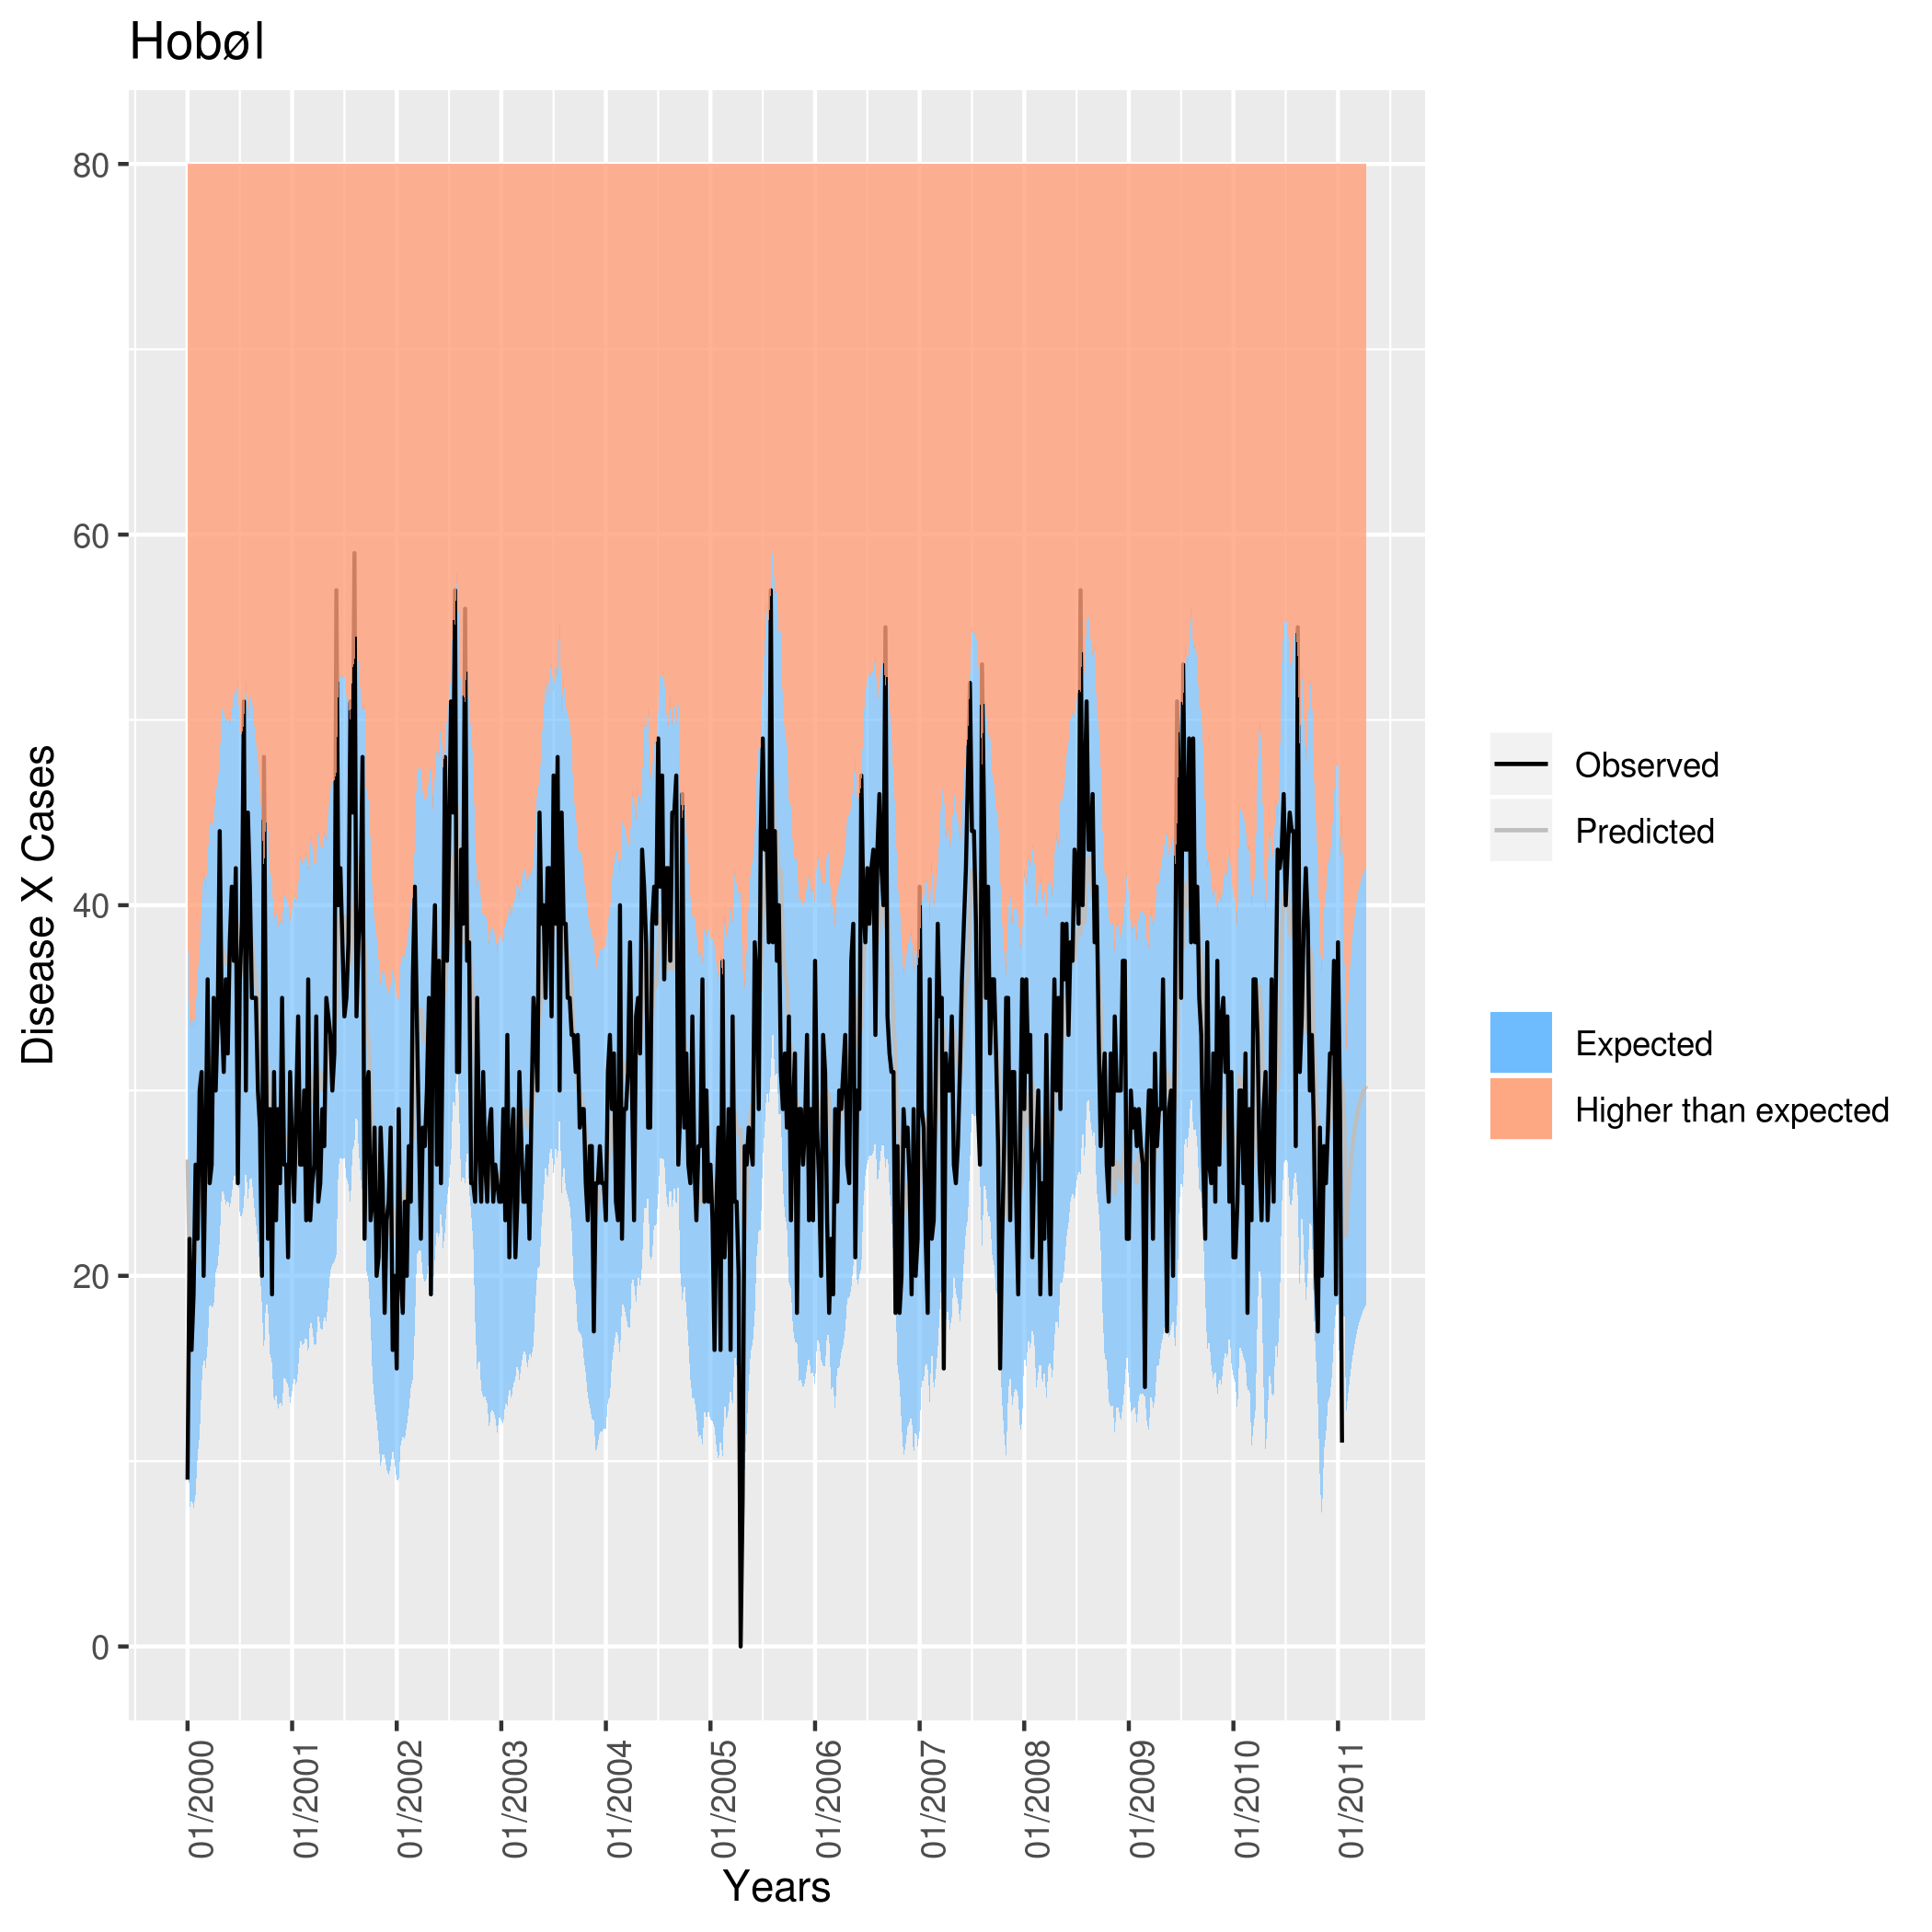 Hobøl
Disease X Cases
80
60
40
20
0
01/2000
01/2001
01/2002
01/2003
01/2004
01/2005
01/2006
01/2007
01/2008
01/2009
01/2010
01/2011
Years
Observed
Predicted
Expected
Higher than expected